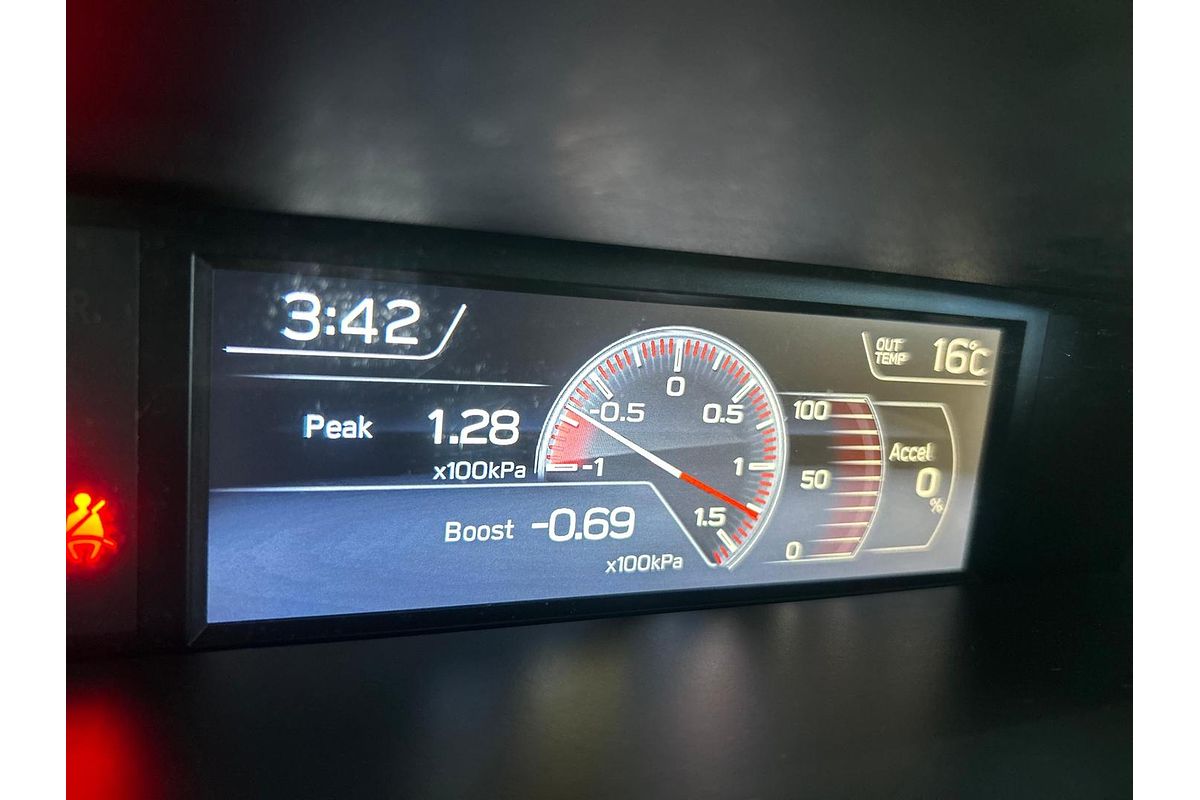 3:42
OUT
TEMP
16°C
Peak 1.28
x100kPa
Boost -0.69
x100kPa
-1
-0.5
0
0.5
1
1.5
100
50
0
Accel
0
%